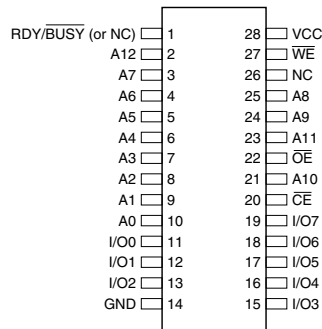 RDY/BUSY (or NC) 1 28 VCC
A12 2 27 WE
A7 3 26 NC
A6 4 25 A8
A5 5 24 A9
A4 6 23 A11
A3 7 22 OE
A2 8 21 A10
A1 9 20 CE
A0 10 19 I/O7
I/O0 11 18 I/O6
I/O1 12 17 I/O5
I/O2 13 16 I/O4
GND 14 15 I/O3